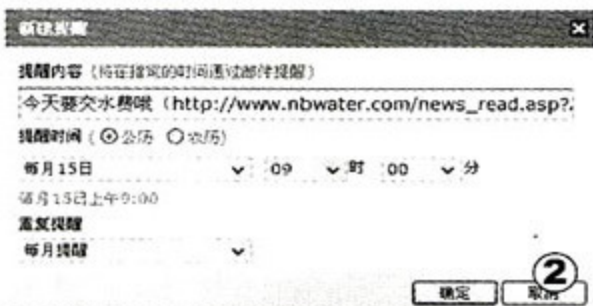 新建提醒
提醒内容（将在指定的时间通过邮件提醒）
今天要交水费哦（http://www.nbwater.com/news_read.asp?
提醒时间（公历 农历）
每月15日 09 时 00 分
每月15日上午9:00
重复提醒
每月提醒
确定 取消
②